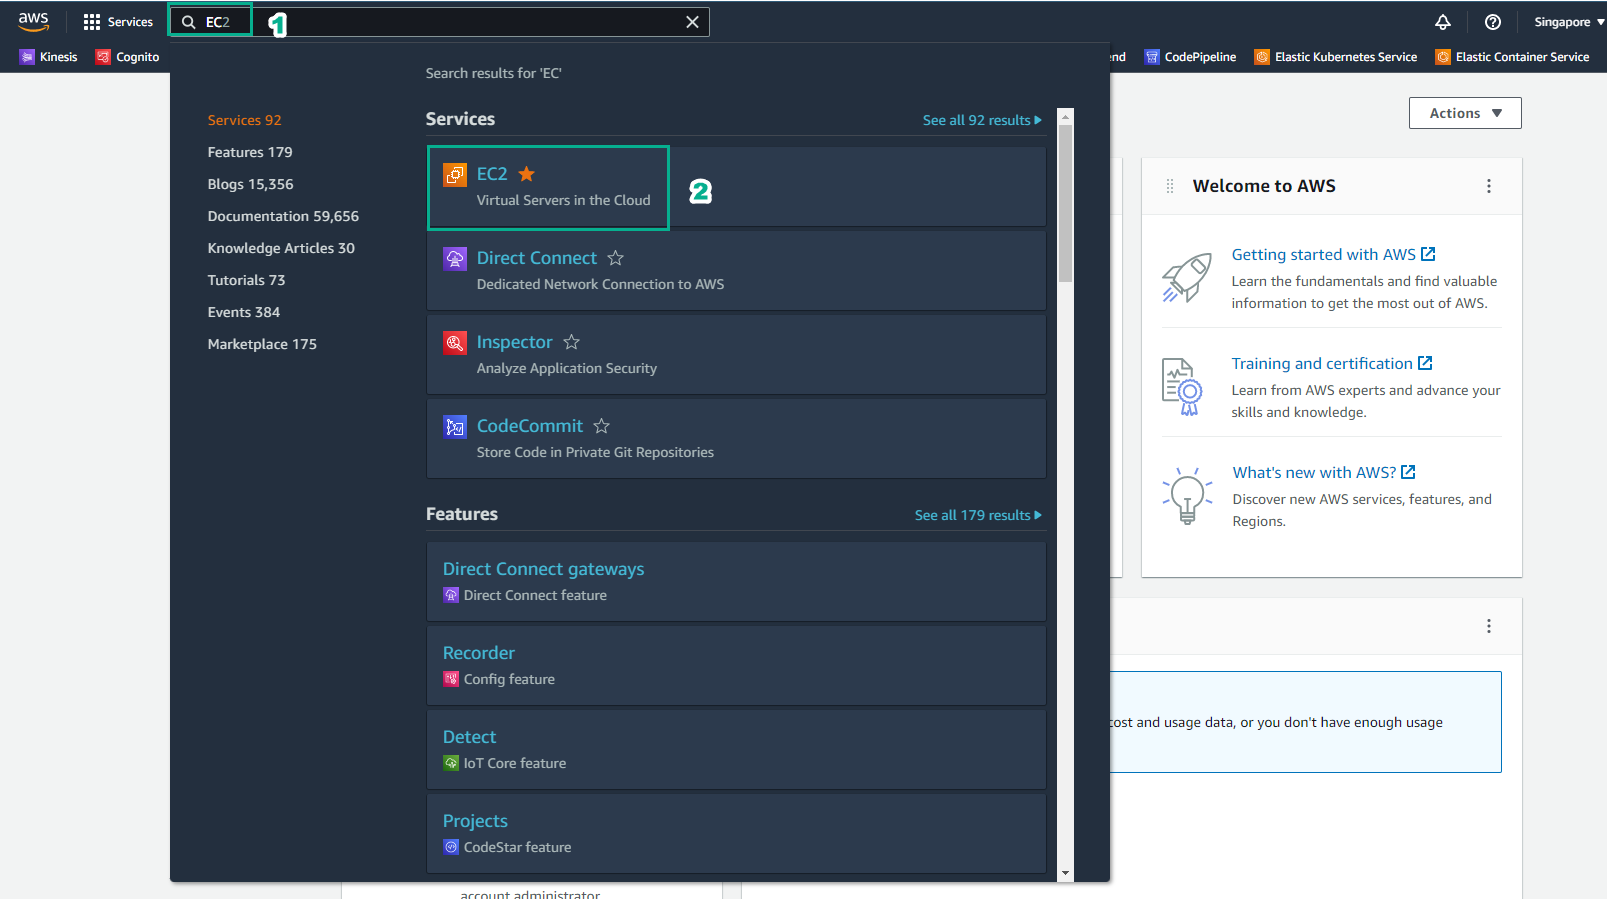 aws
Services
EC2
1
Singapore
Kinesis
Cognito
end
CodePipeline
Elastic Kubernetes Service
Elastic Container Service
Search results for 'EC'
Services 92
Features 179
Blogs 15,356
Documentation 59,656
Knowledge Articles 30
Tutorials 73
Events 384
Marketplace 175
Services
See all 92 results
EC2
Virtual Servers in the Cloud
2
Direct Connect
Dedicated Network Connection to AWS
Inspector
Analyze Application Security
CodeCommit
Store Code in Private Git Repositories
Features
See all 179 results
Direct Connect gateways
Direct Connect feature
Recorder
Config feature
Detect
IoT Core feature
Projects
CodeStar feature
Actions
Welcome to AWS
Getting started with AWS
Learn the fundamentals and find valuable
information to get the most out of AWS.
Training and certification
Learn from AWS experts and advance your
skills and knowledge.
What's new with AWS?
Discover new AWS services, features, and
Regions.
cost and usage data, or you don't have enough usage
account administrator